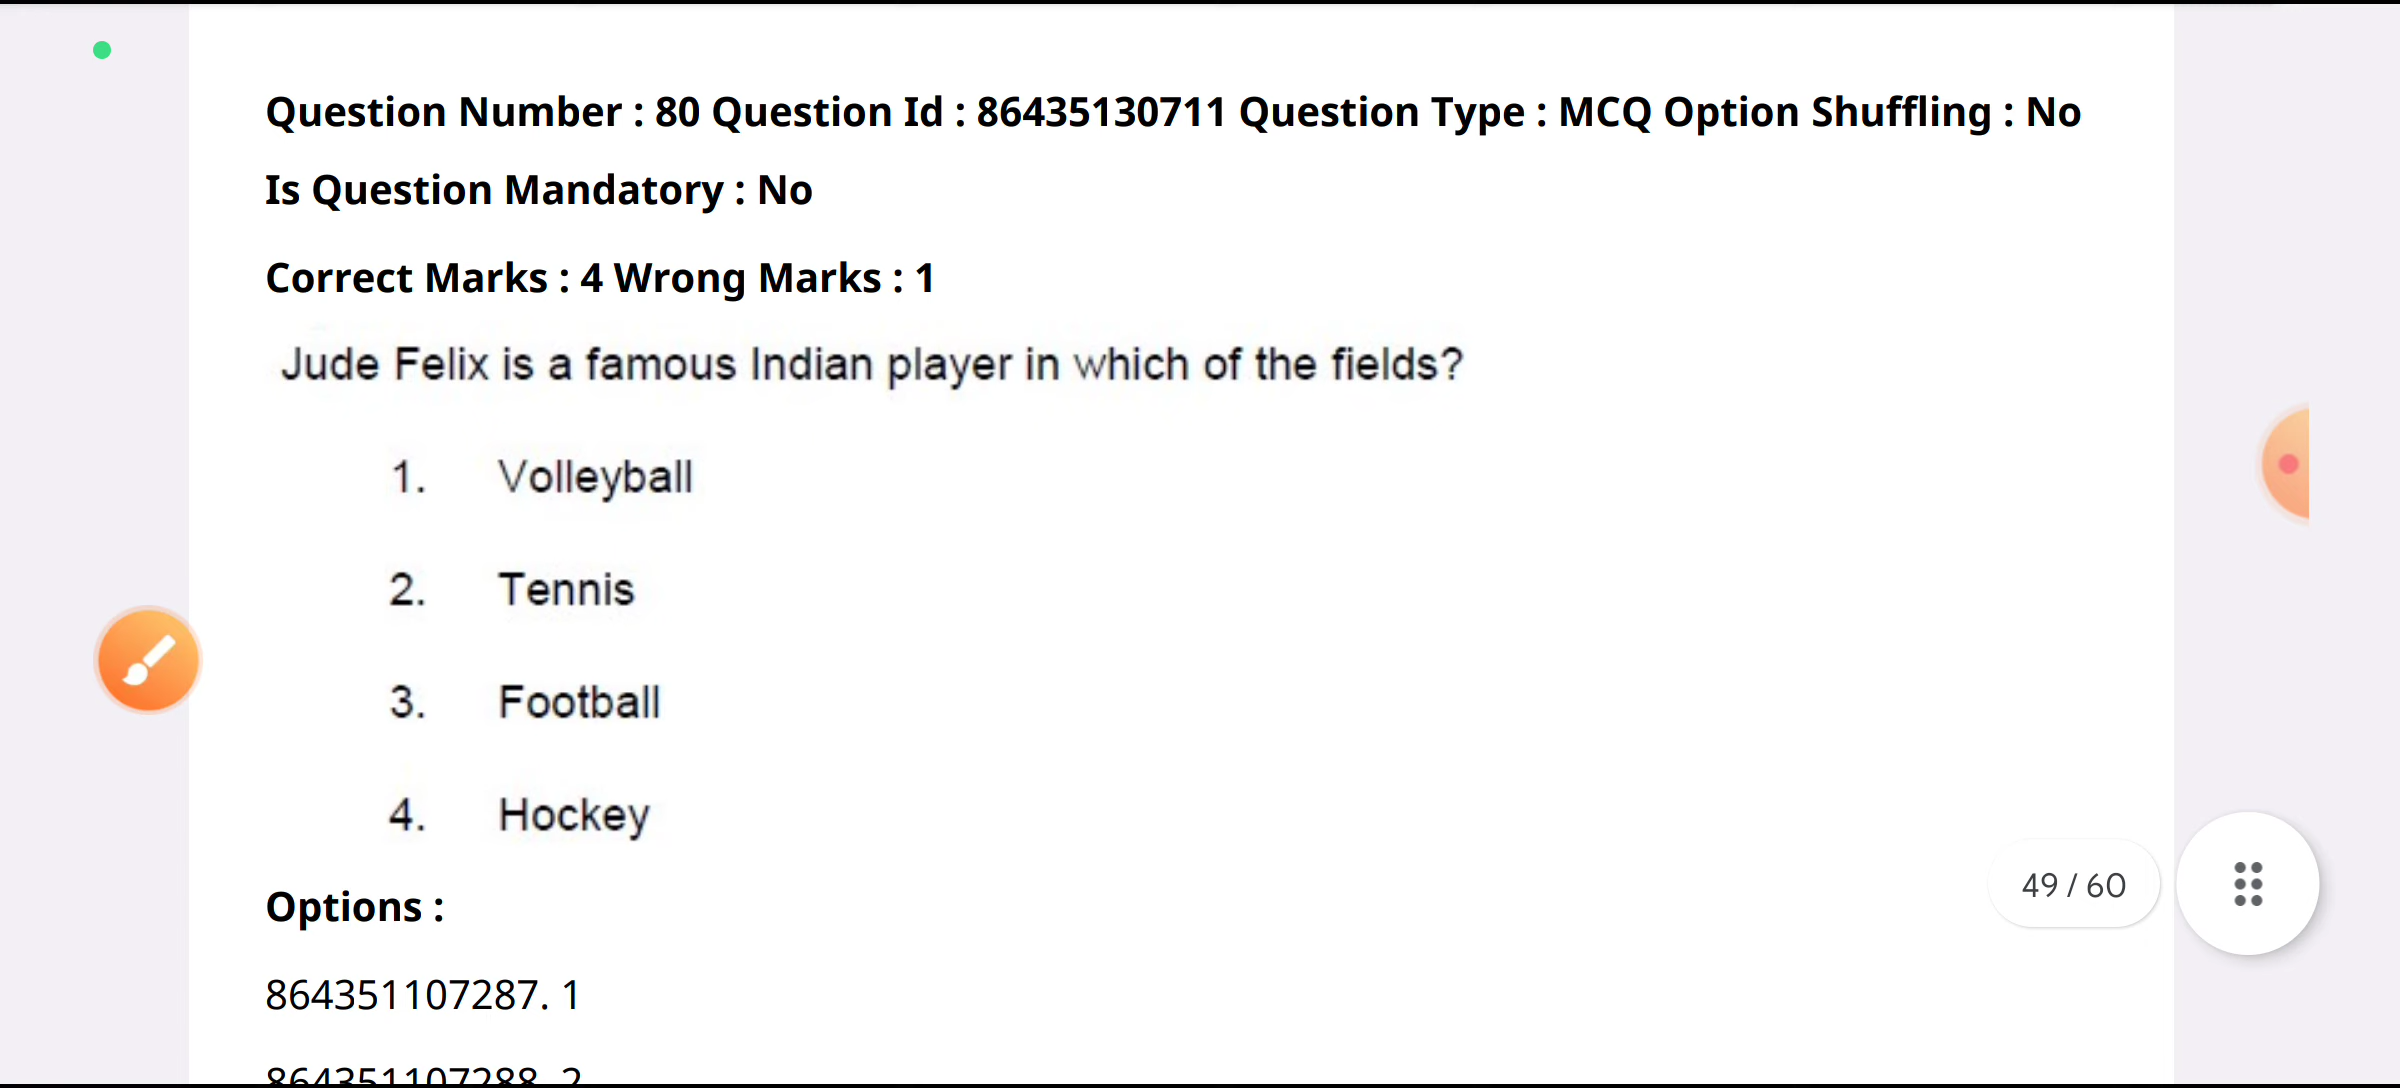 Question Number : 80 Question Id : 86435130711 Question Type : MCQ Option Shuffling : No
Is Question Mandatory : No
Correct Marks : 4 Wrong Marks : 1
Jude Felix is a famous Indian player in which of the fields?
1. Volleyball
2. Tennis
3. Football
4. Hockey
49 / 60
Options :
864351107287. 1
864351107288. 2